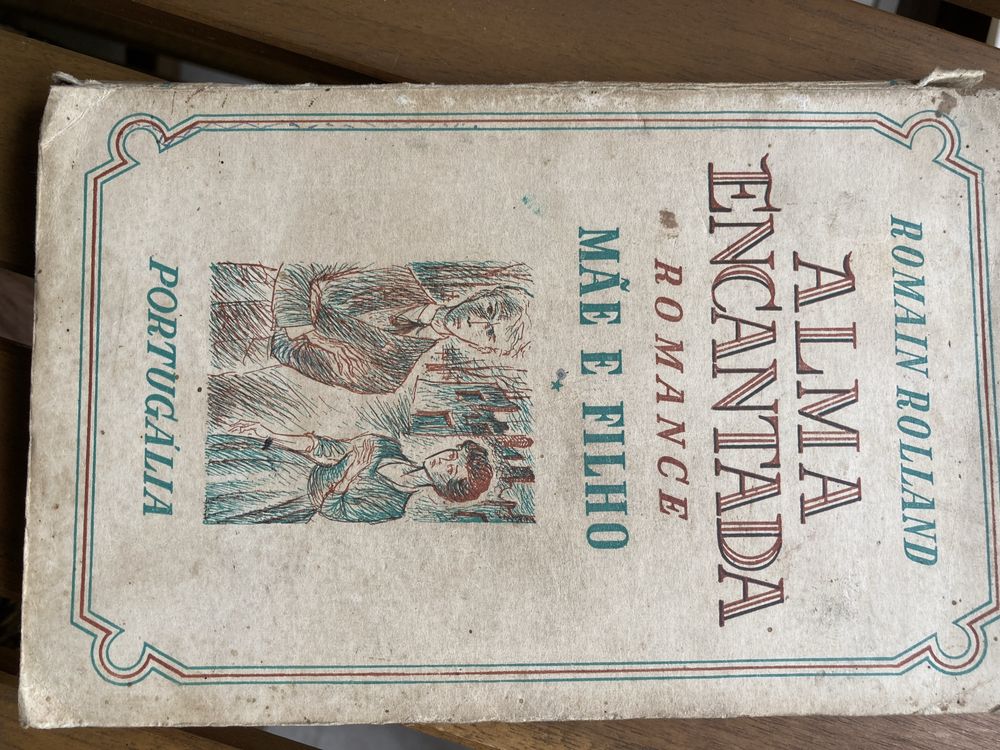 ROMAIN ROLLAND
ALMA
ENCANTADA
ROMANCE
MÃE E FILHO
PORTUGÁLIA